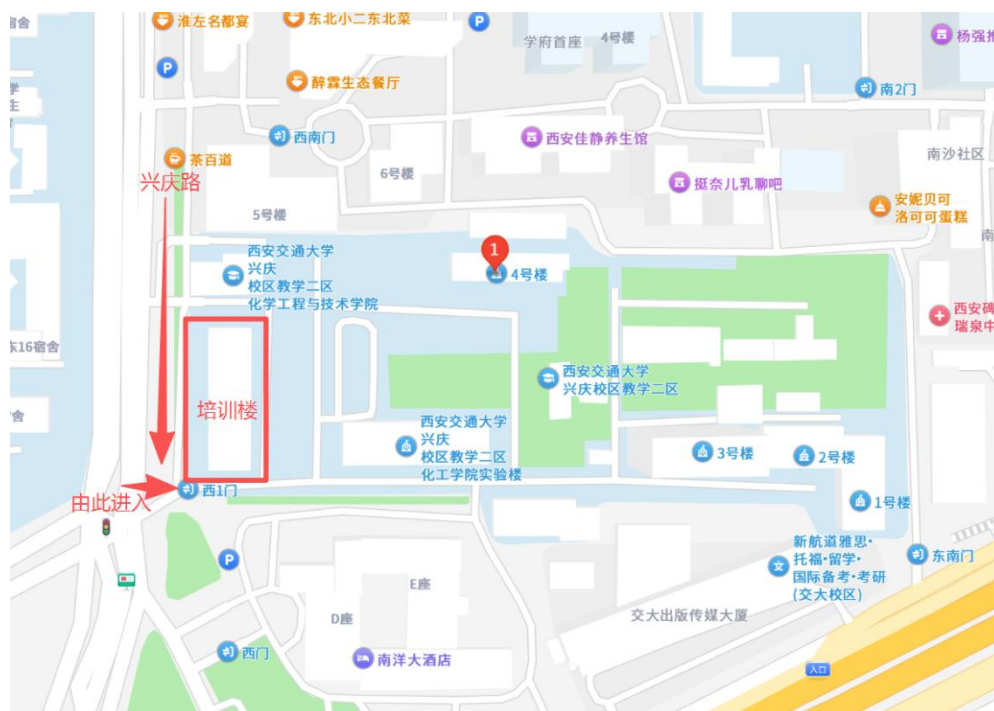 宿舍
淮左名都宴
东北小二东北菜
P
学府首座
4号楼
杨强推
P
醉霖生态餐厅
南2门
学
生
西南门
西安佳静养生馆
南沙社区
茶百道
6号楼
挺奈儿乳聊吧
兴庆路
安妮贝可
洛可可蛋糕
5号楼
南
西安交通大学
兴庆
校区教学二区
化学工程与技术学院
1
4号楼
西安碑
瑞泉中
东16宿舍
西安交通大学
兴庆校区教学二区
培训楼
舍
西安交通大学
兴庆
校区教学二区
化工学院实验楼
3号楼
2号楼
西1门
由此进入
1号楼
新航道雅思·
托福·留学·
国际备考·考研
(交大校区)
文
东南门
P
E座
D座
交大出版传媒大厦
西门
南洋大酒店
入口